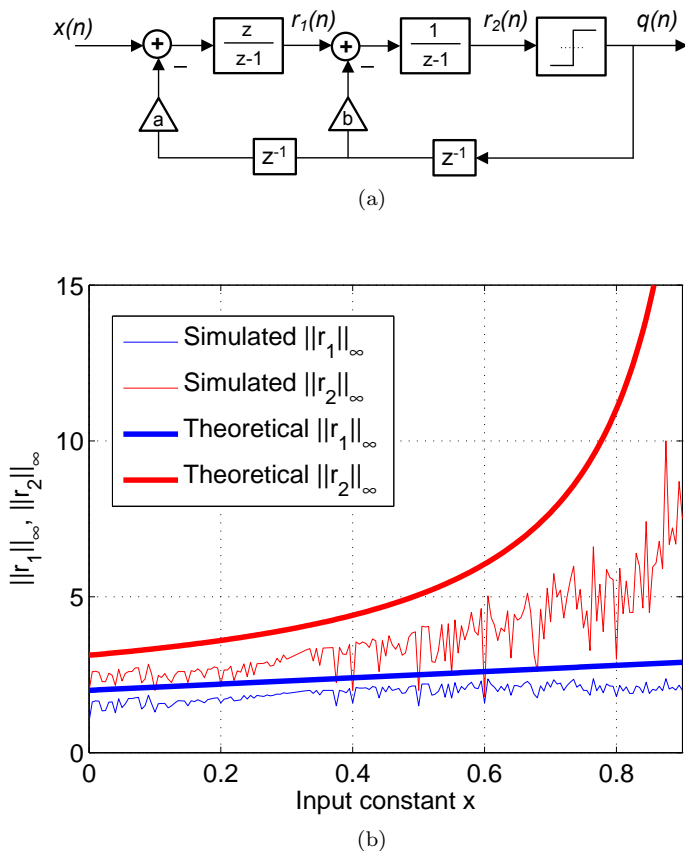 x(n)
z
z-1
r₁(n)
1
z-1
r₂(n)
q(n)
+
−
+
−
a
b
z⁻¹
z⁻¹
(a)
15
10
5
0
||r₁||∞, ||r₂||∞
Simulated ||r₁||∞
Simulated ||r₂||∞
Theoretical ||r₁||∞
Theoretical ||r₂||∞
0 0.2 0.4 0.6 0.8
Input constant x
(b)